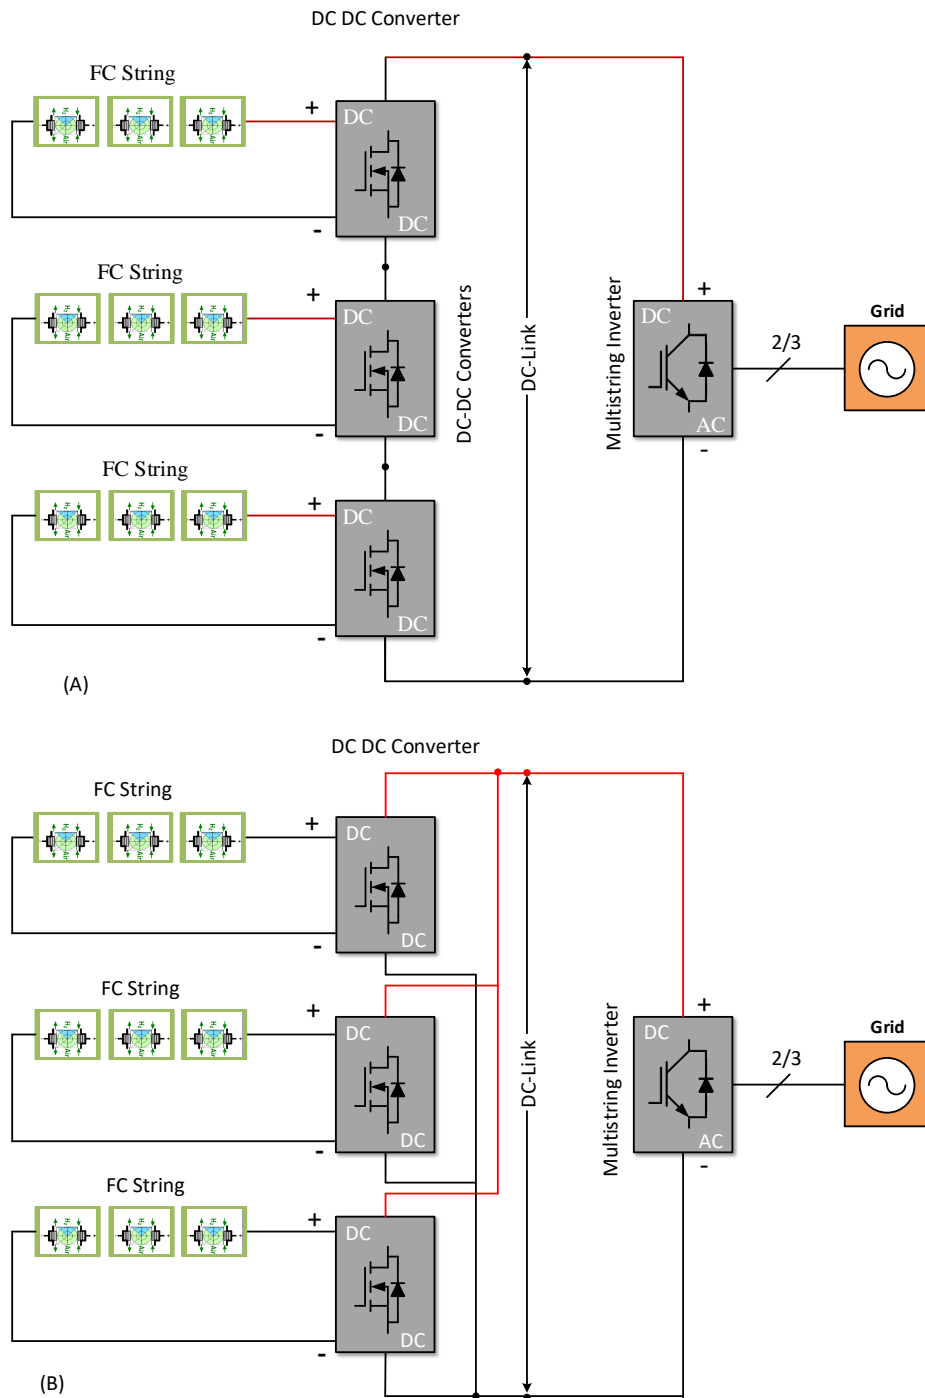 DC DC Converter
FC String
+
DC
DC
-
FC String
+
DC
DC
-
FC String
+
DC
DC
-
DC-DC Converters
DC-Link
Multistring Inverter
+
DC
AC
-
2/3
Grid
(A)
DC DC Converter
FC String
+
DC
DC
-
FC String
+
DC
DC
-
FC String
+
DC
DC
-
DC-Link
Multistring Inverter
+
DC
AC
-
2/3
Grid
(B)